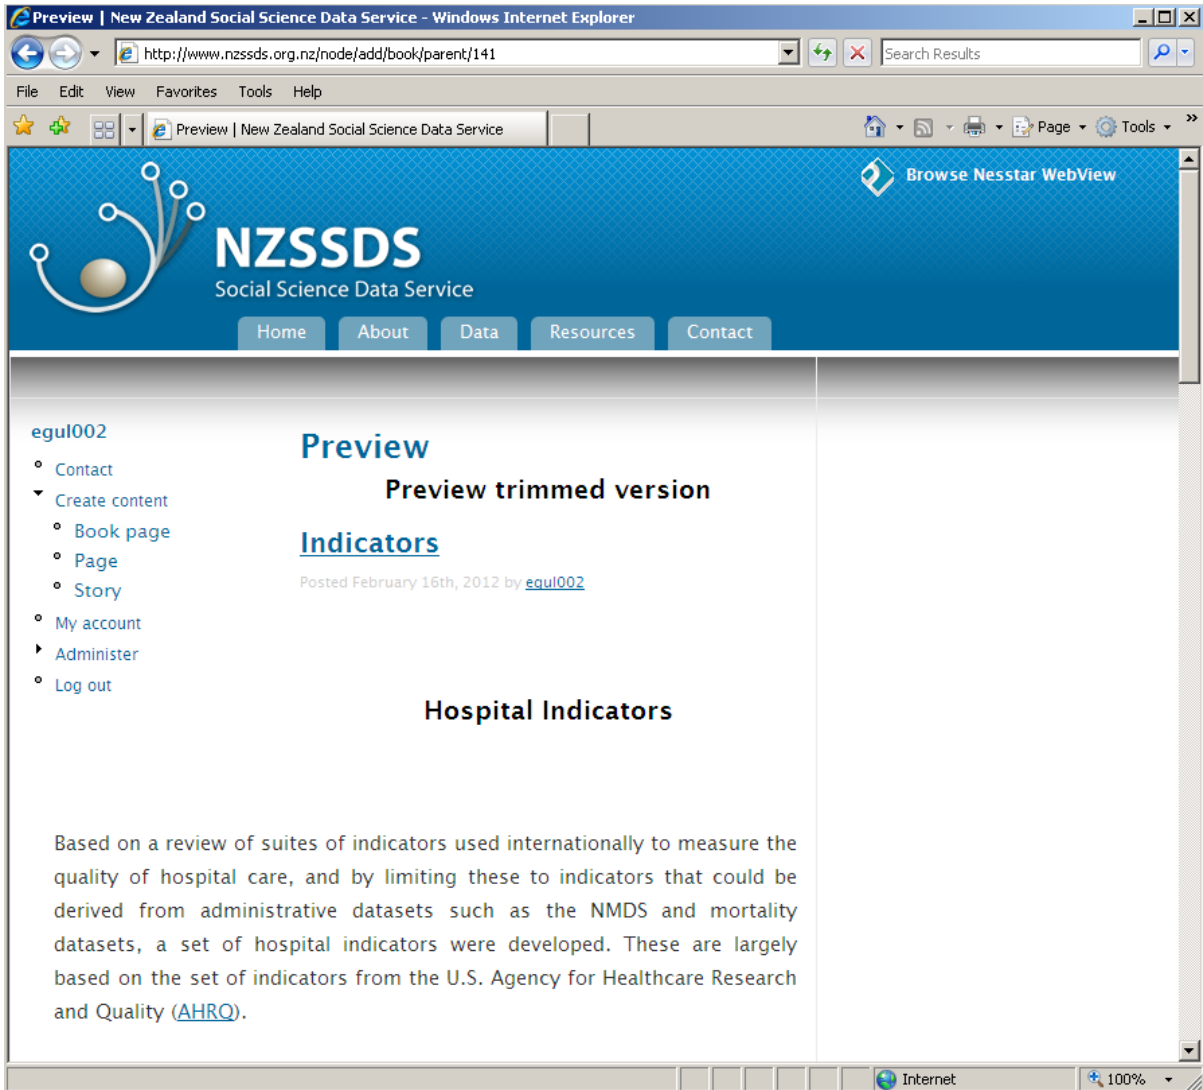 Preview | New Zealand Social Science Data Service - Windows Internet Explorer
http://www.nzssds.org.nz/node/add/book/parent/141
Search Results
File Edit View Favorites Tools Help
Preview | New Zealand Social Science Data Service
Page Tools »
Browse Nesstar WebView
NZSSDS
Social Science Data Service
Home About Data Resources Contact
egul002
Contact
Create content
Book page
Page
Story
My account
Administer
Log out
Preview
Preview trimmed version
Indicators
Posted February 16th, 2012 by egul002
Hospital Indicators
Based on a review of suites of indicators used internationally to measure the
quality of hospital care, and by limiting these to indicators that could be
derived from administrative datasets such as the NMDS and mortality
datasets, a set of hospital indicators were developed. These are largely
based on the set of indicators from the U.S. Agency for Healthcare Research
and Quality (AHRQ).
Internet 100%